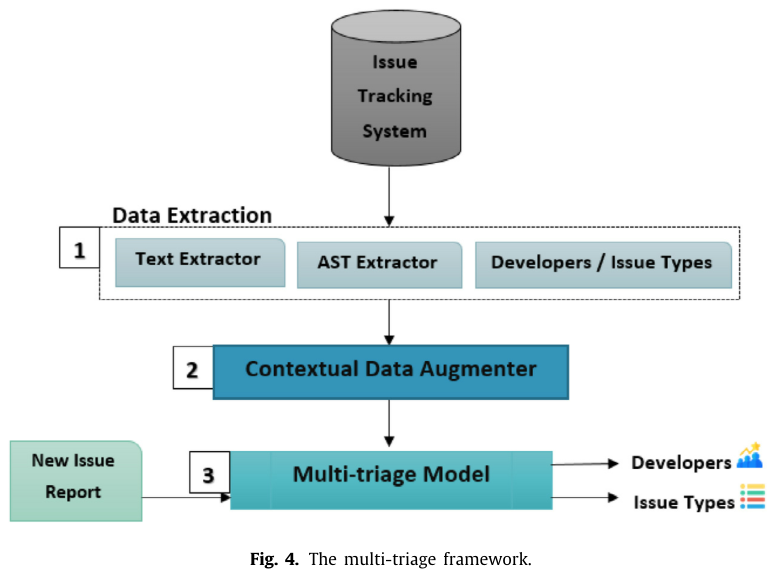 Issue
Tracking
System
Data Extraction
1
Text Extractor
AST Extractor
Developers / Issue Types
2
Contextual Data Augmenter
New Issue
Report
3
Multi-triage Model
Developers
Issue Types
Fig. 4. The multi-triage framework.